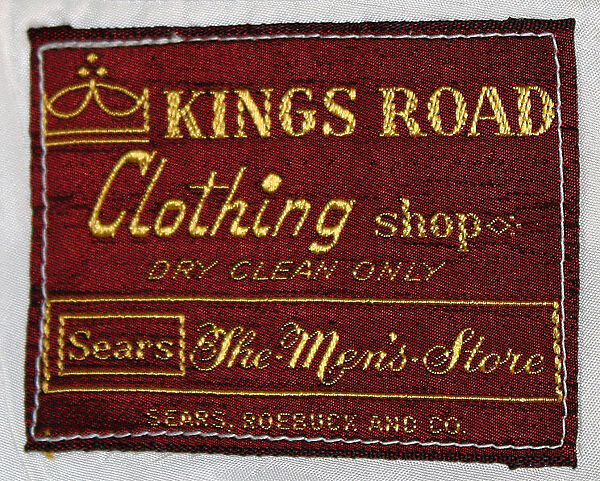 KINGS ROAD
Clothing shop
DRY CLEAN ONLY
Sears The Men's Store
SEARS, ROEBUCK AND CO.